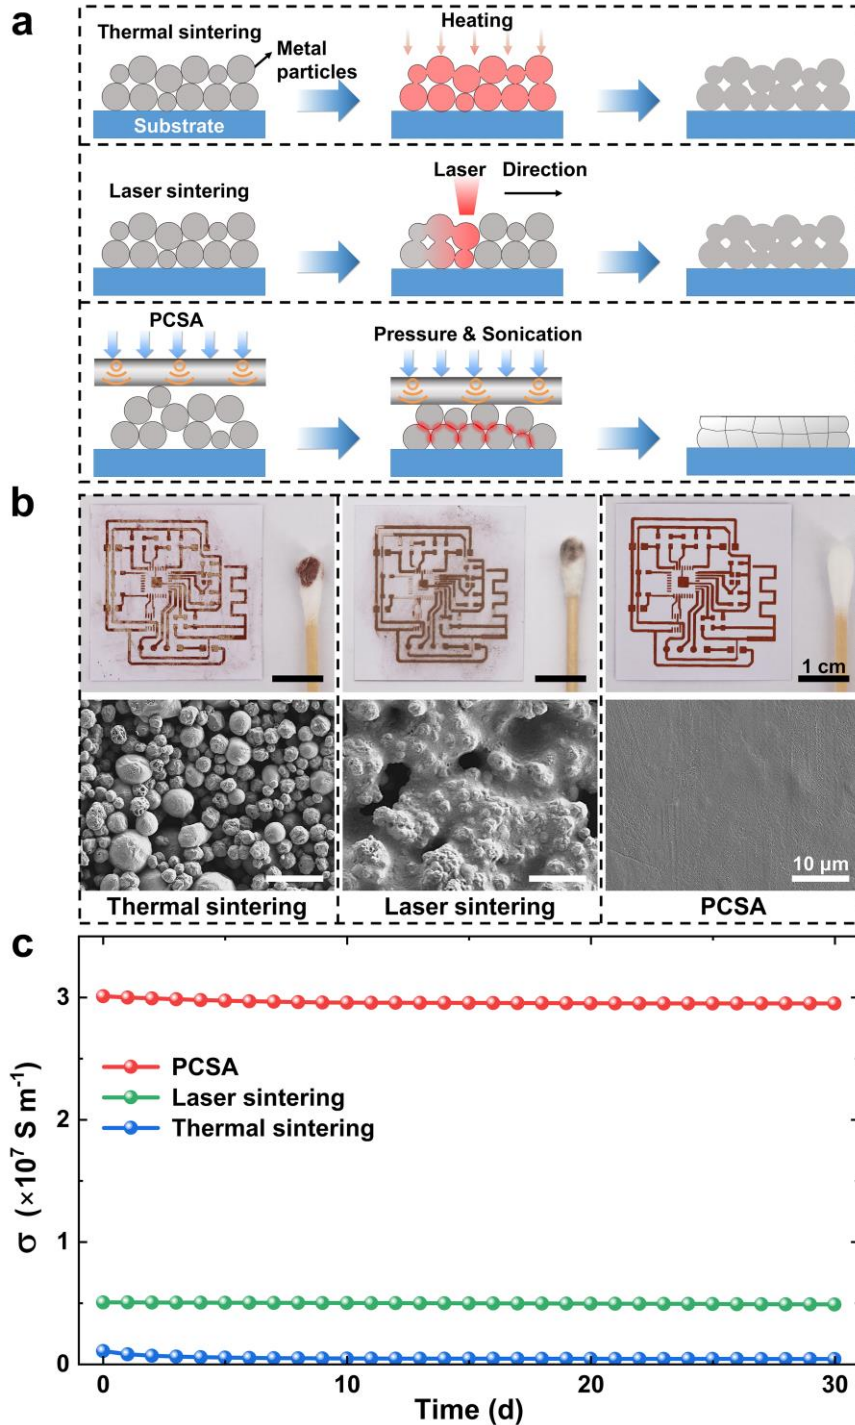 a
Thermal sintering
Metal
particles
Substrate
Heating
Laser sintering
Laser
Direction
PCSA
Pressure & Sonication
b
1 cm
10 µm
Thermal sintering
Laser sintering
PCSA
c
3
2
1
0
σ (×10⁷ S m⁻¹)
PCSA
Laser sintering
Thermal sintering
0
10
20
30
Time (d)